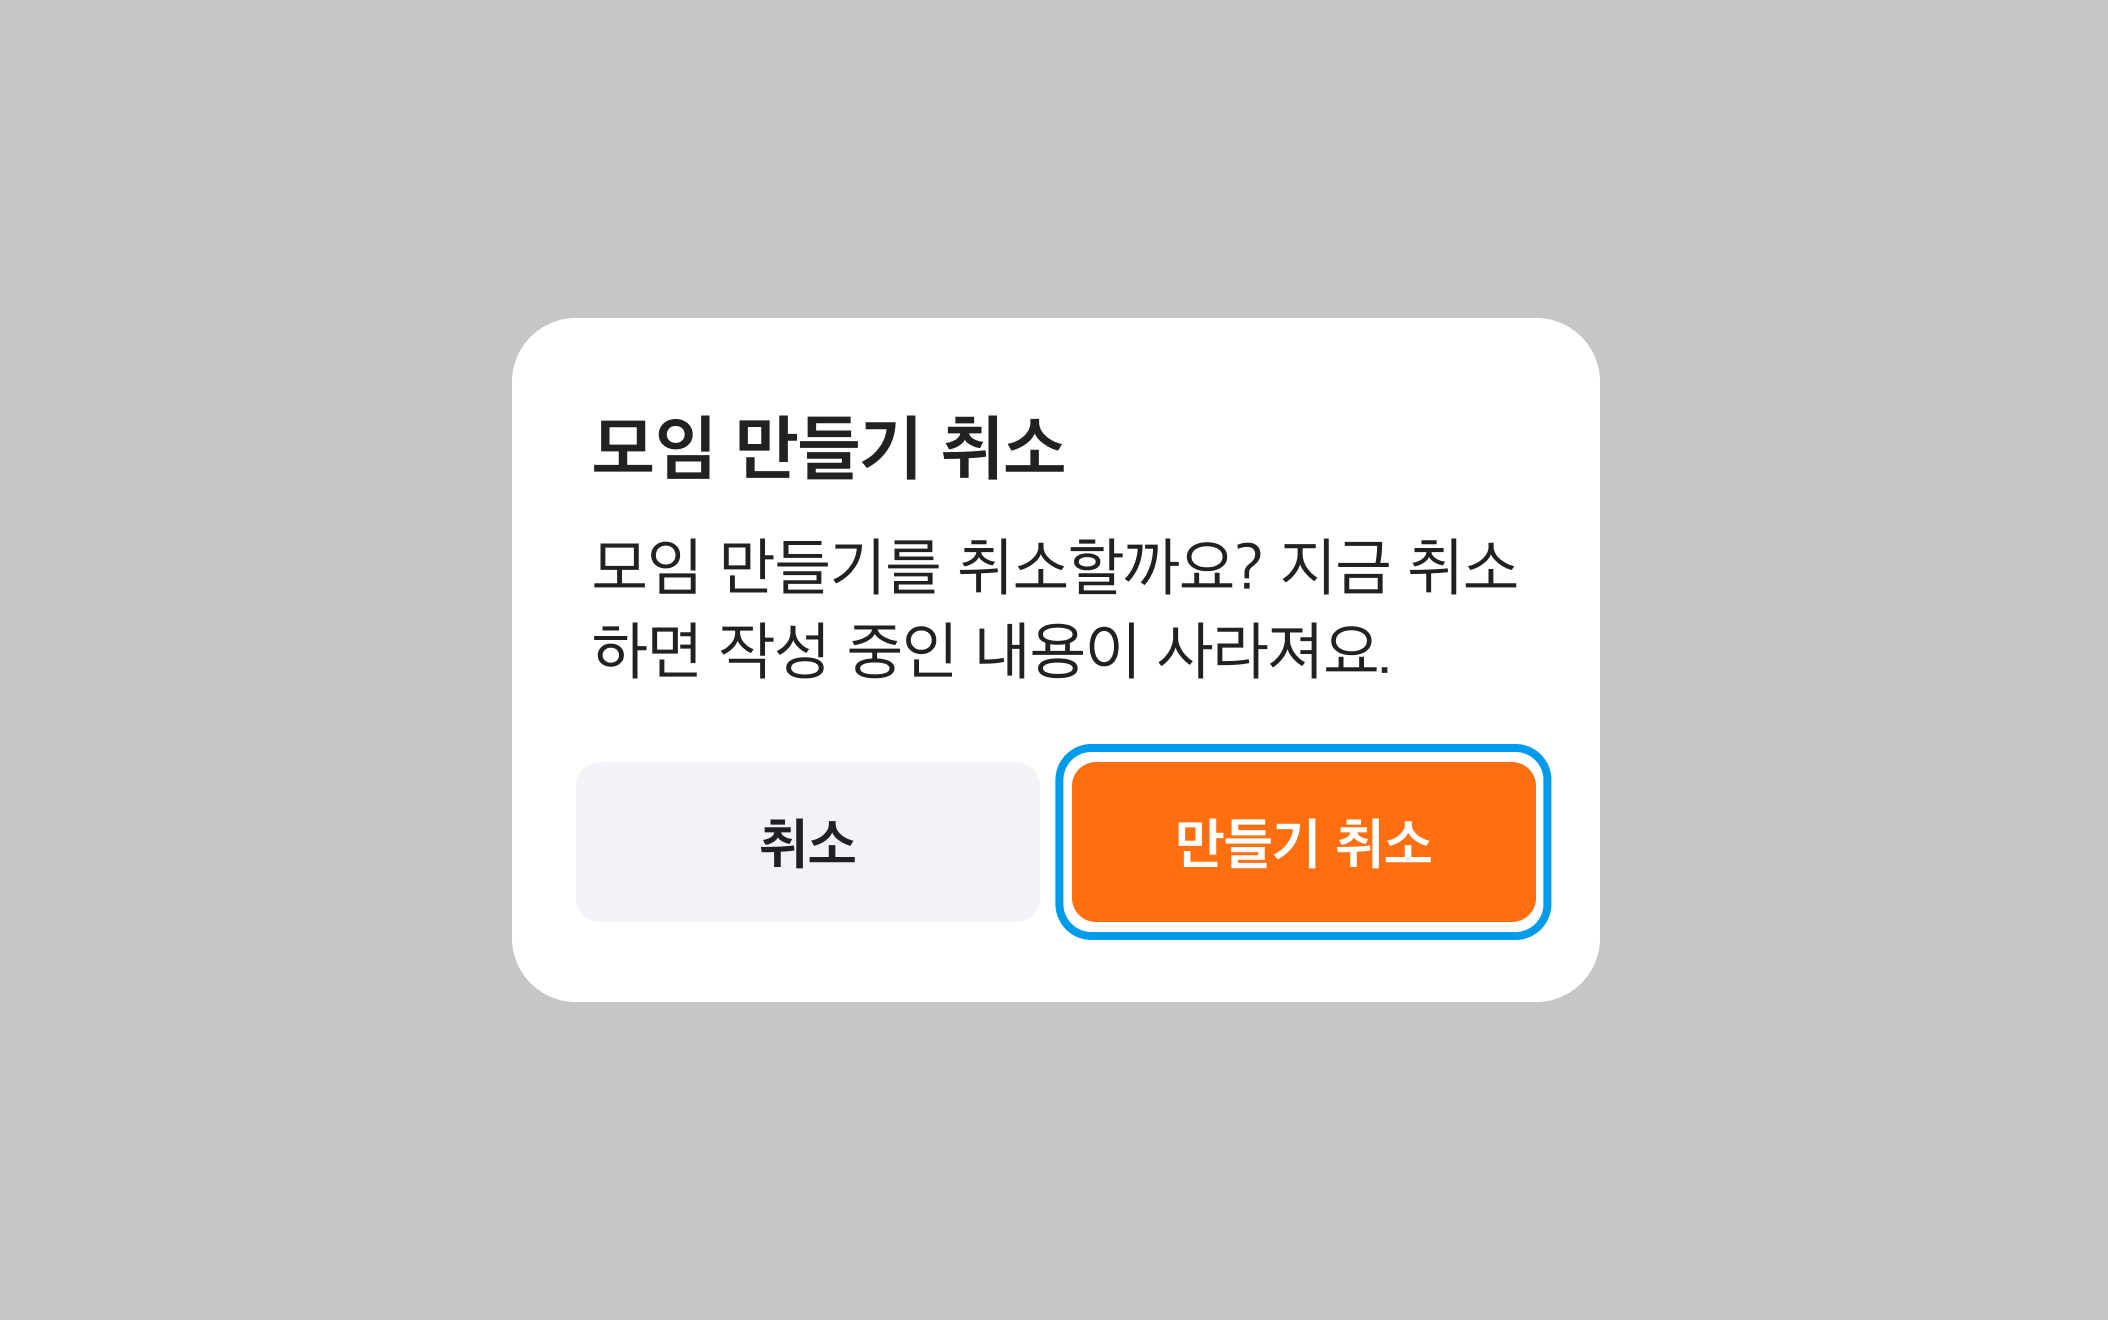 모임 만들기 취소
모임 만들기를 취소할까요? 지금 취소
하면 작성 중인 내용이 사라져요.
취소
만들기 취소